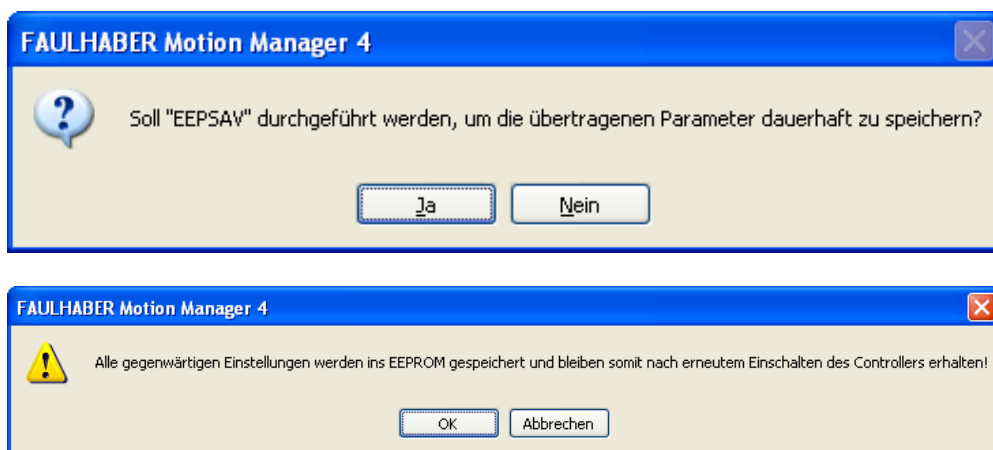 FAULHABER Motion Manager 4
Soll "EEPSAV" durchgeführt werden, um die übertragenen Parameter dauerhaft zu speichern?
Ja
Nein
FAULHABER Motion Manager 4
Alle gegenwärtigen Einstellungen werden ins EEPROM gespeichert und bleiben somit nach erneutem Einschalten des Controllers erhalten!
OK
Abbrechen